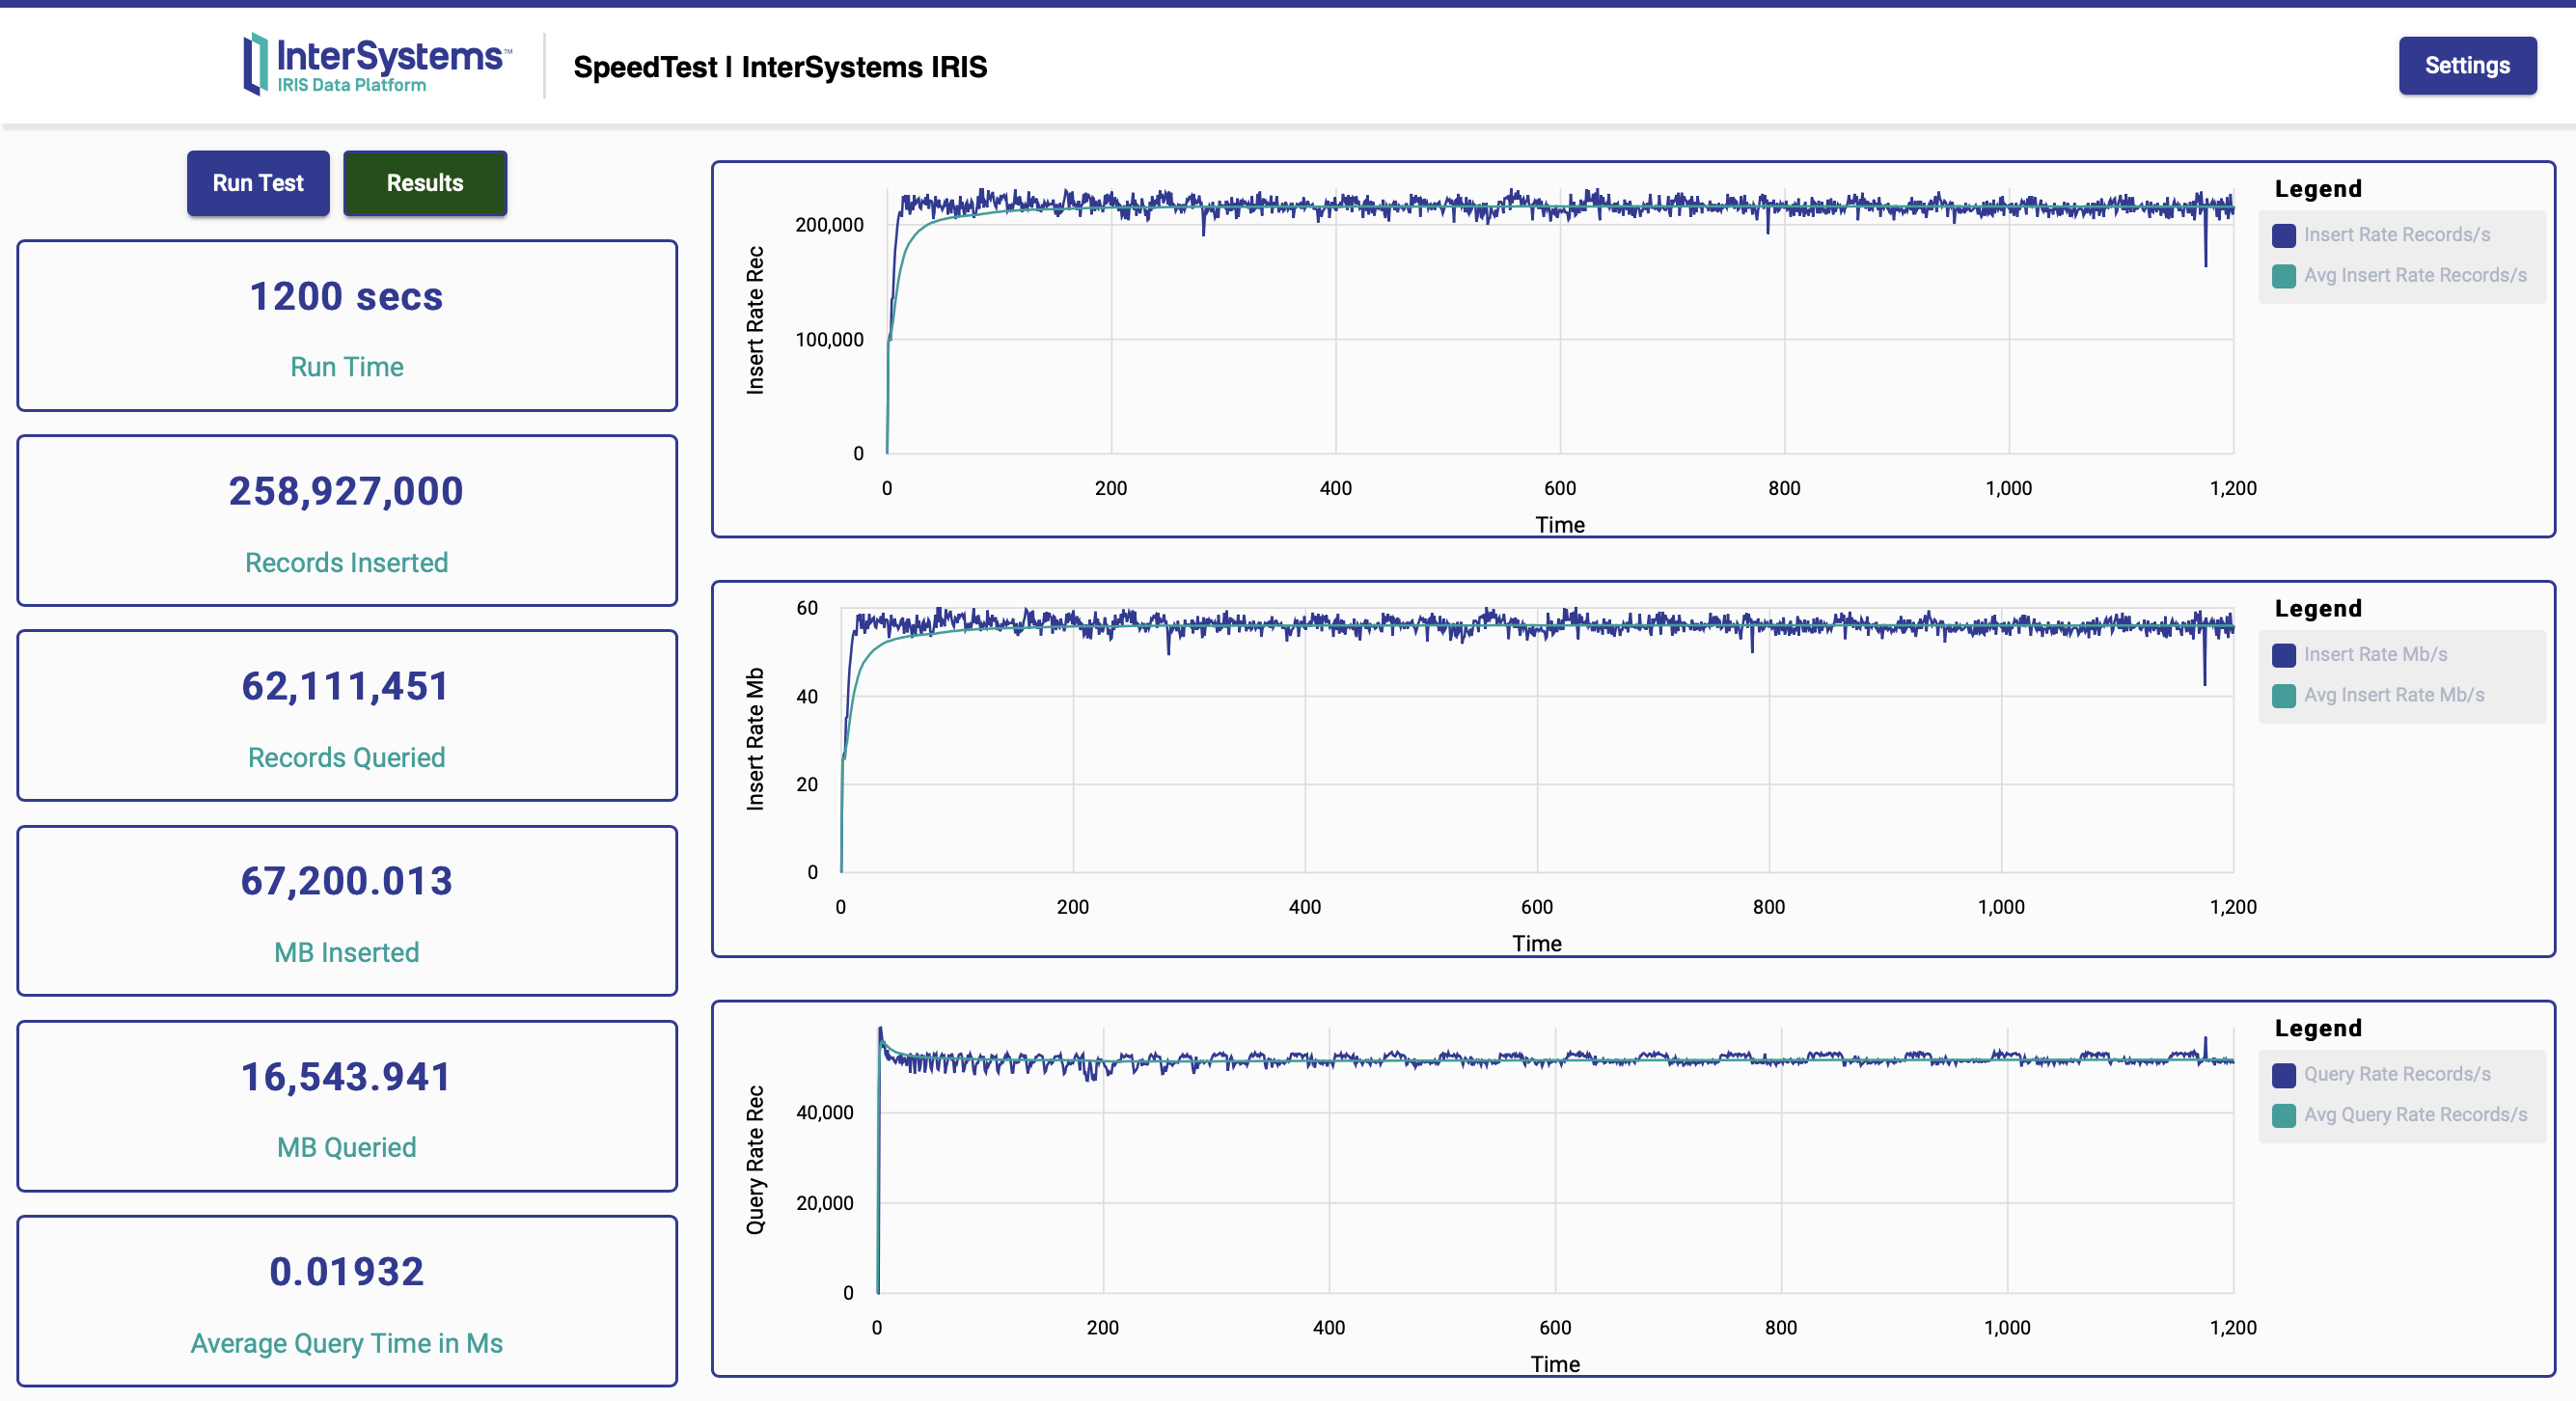 InterSystems™
IRIS Data Platform
SpeedTest | InterSystems IRIS
Settings
Run Test
Results
1200 secs
Run Time
258,927,000
Records Inserted
62,111,451
Records Queried
67,200.013
MB Inserted
16,543.941
MB Queried
0.01932
Average Query Time in Ms
Insert Rate Rec
200,000
100,000
0
0 200 400 600 800 1,000 1,200
Time
Legend
Insert Rate Records/s
Avg Insert Rate Records/s
Insert Rate Mb
60
40
20
0
0 200 400 600 800 1,000 1,200
Time
Legend
Insert Rate Mb/s
Avg Insert Rate Mb/s
Query Rate Rec
40,000
20,000
0
0 200 400 600 800 1,000 1,200
Time
Legend
Query Rate Records/s
Avg Query Rate Records/s